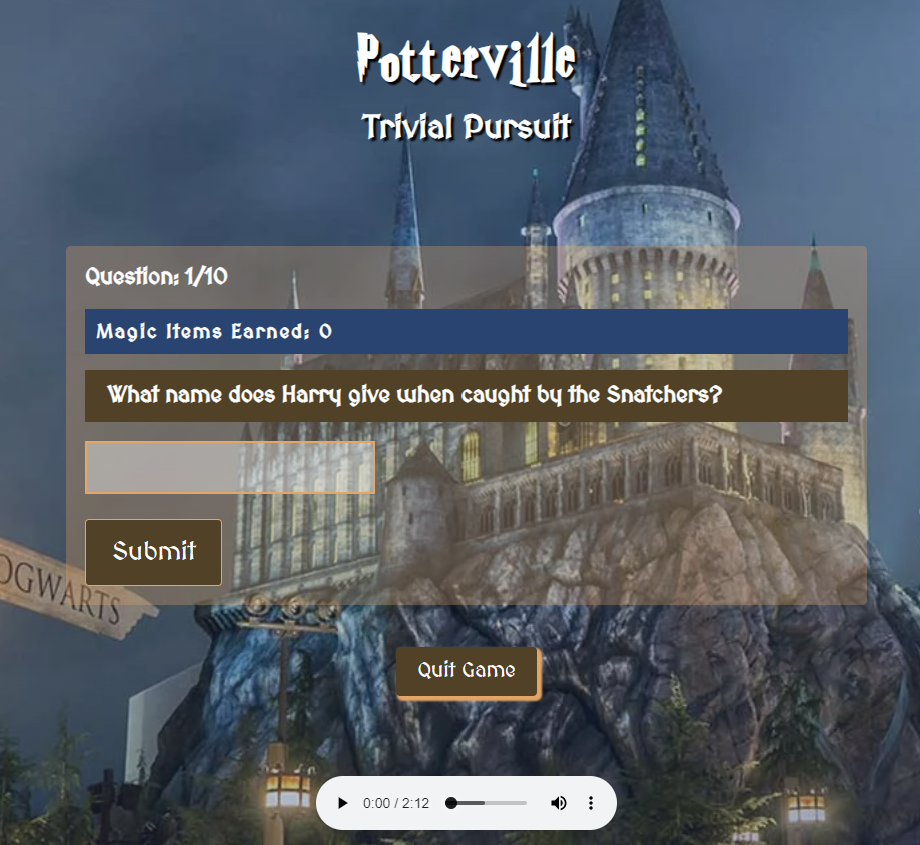 Potterville
Trivial Pursuit
Question: 1/10
Magic Items Earned: 0
What name does Harry give when caught by the Snatchers?
Submit
OGWARTS
Quit Game
0:00 / 2:12